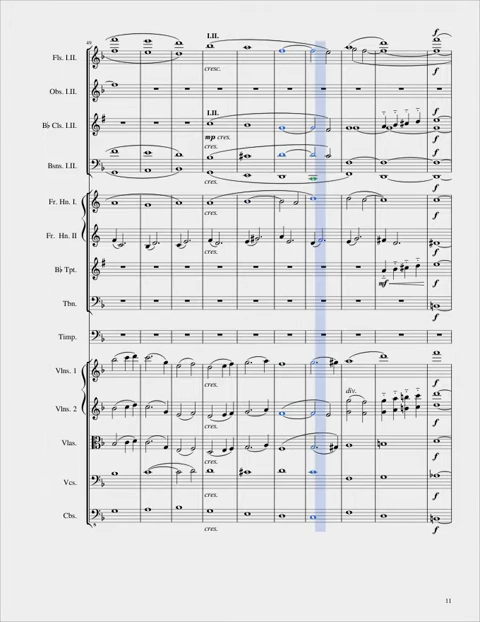 49
I.II.
f
Fls. I.II.
cresc.
f
Obs. I.II.
I.II.
f
B♭ Cls. I.II.
mp cres.
Bsns. I.II.
cres.
f
Fr. Hn. I.
cres.
f
Fr. Hn. II
cres.
f
B♭ Tpt.
mf
f
Tbn.
f
Timp.
Vlns. 1
cres.
f
div.
Vlns. 2
cres.
f
Vlas.
cres.
f
Vcs.
cres.
f
Cbs.
cres.
f
11